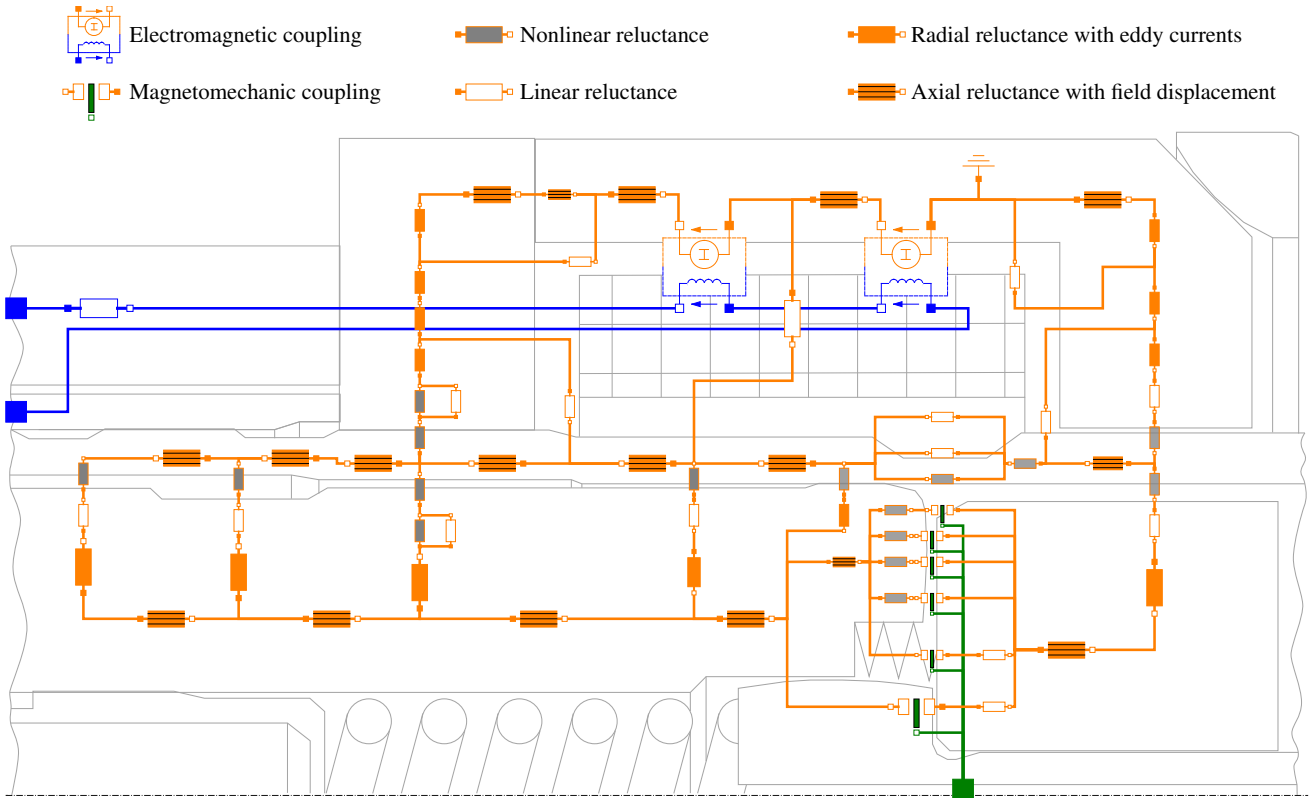 Electromagnetic coupling
Nonlinear reluctance
Radial reluctance with eddy currents
Magnetomechanic coupling
Linear reluctance
Axial reluctance with field displacement